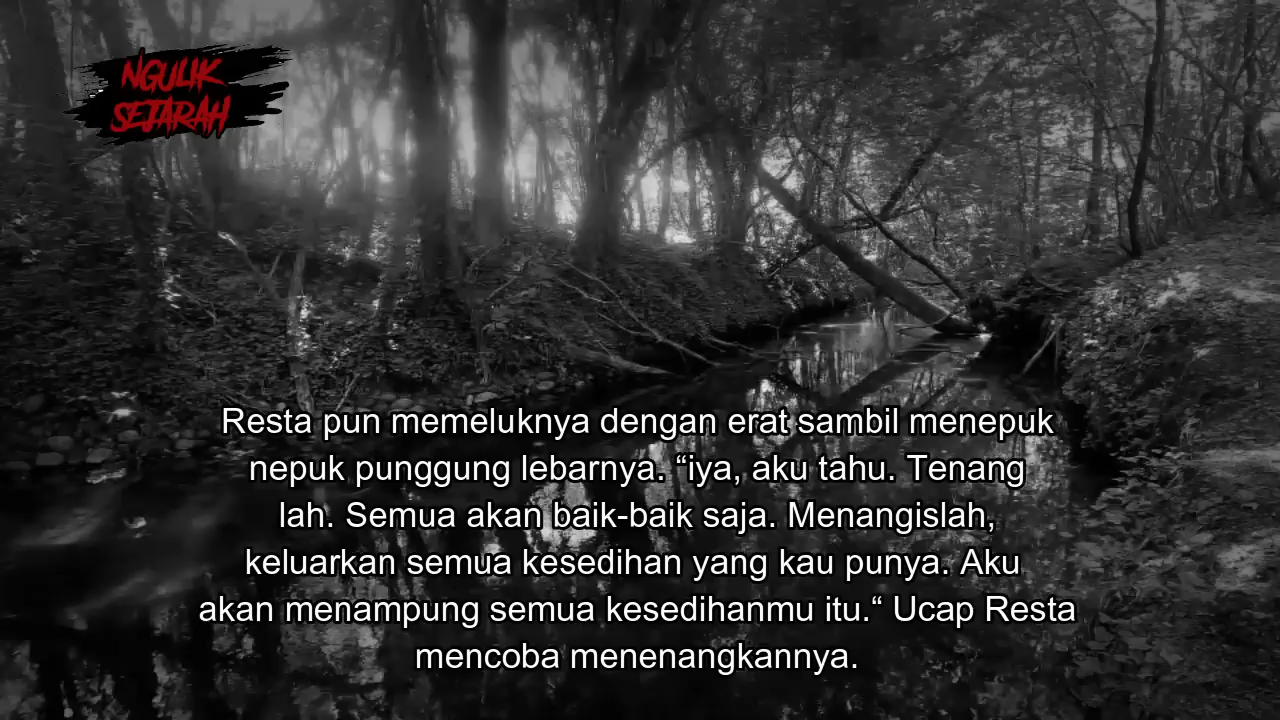 NGULIK
SEJARAH
Resta pun memeluknya dengan erat sambil menepuk
nepuk punggung lebarnya. “iya, aku tahu. Tenang
lah. Semua akan baik-baik saja. Menangislah,
keluarkan semua kesedihan yang kau punya. Aku
akan menampung semua kesedihanmu itu.“ Ucap Resta
mencoba menenangkannya.